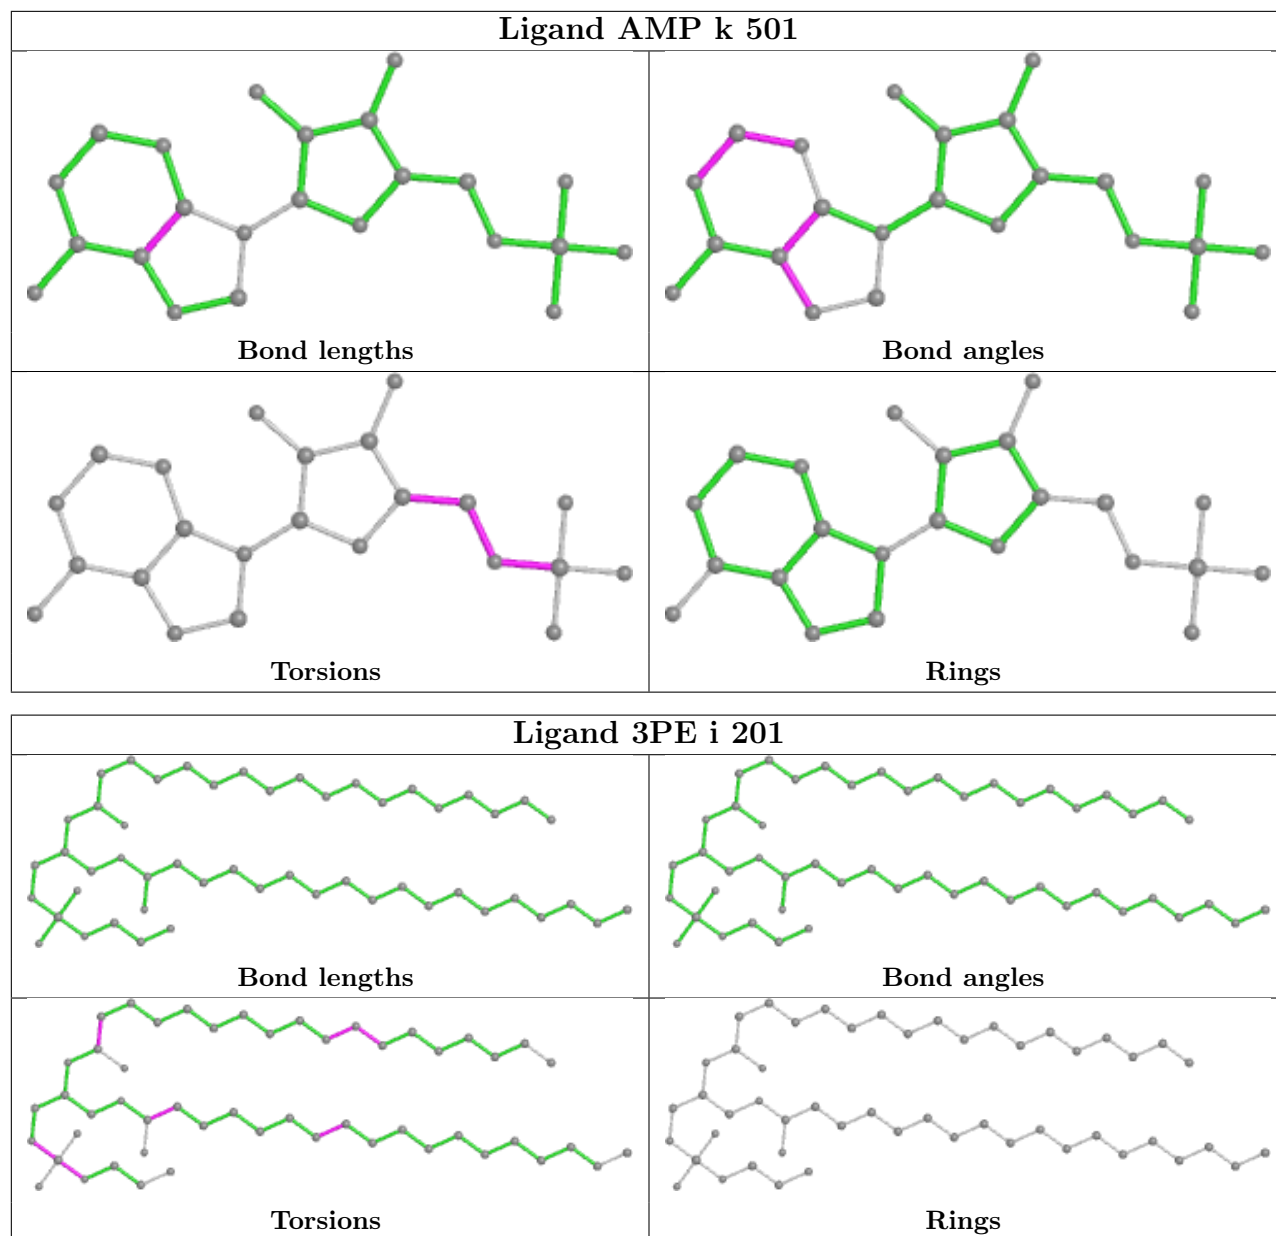 Ligand AMP k 501
Bond lengths
Bond angles
Torsions
Rings
Ligand 3PE i 201
Bond lengths
Bond angles
Torsions
Rings